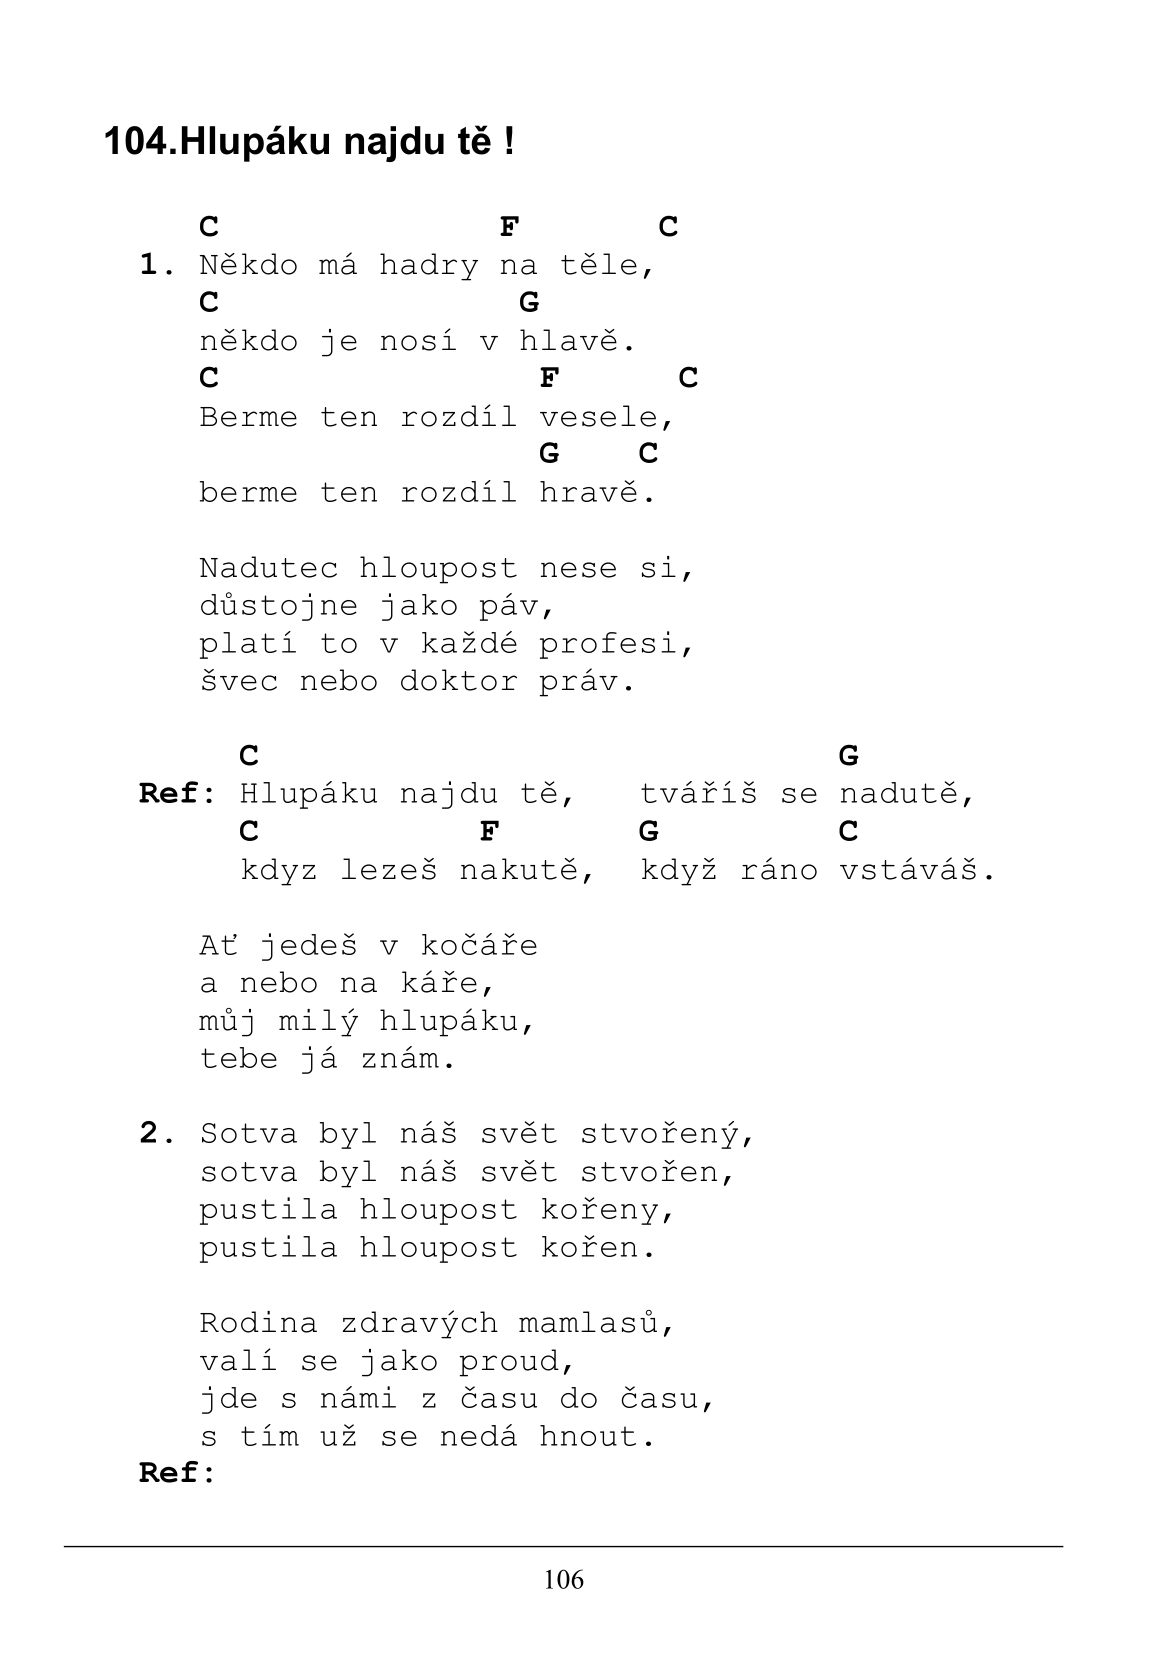 104.Hlupáku najdu tě !
C F C
1. Někdo má hadry na těle,
C G
někdo je nosí v hlavě.
C F C
Berme ten rozdíl vesele,
G C
berme ten rozdíl hravě.
Nadutec hloupost nese si,
důstojne jako páv,
platí to v každé profesi,
švec nebo doktor práv.
C G
Ref: Hlupáku najdu tě, tváříš se nadutě,
C F G C
kdyz lezeš nakutě, když ráno vstáváš.
Ať jedeš v kočáře
a nebo na káře,
můj milý hlupáku,
tebe já znám.
2. Sotva byl náš svět stvořený,
sotva byl náš svět stvořen,
pustila hloupost kořeny,
pustila hloupost kořen.
Rodina zdravých mamlasů,
valí se jako proud,
jde s námi z času do času,
s tím už se nedá hnout.
Ref:
106